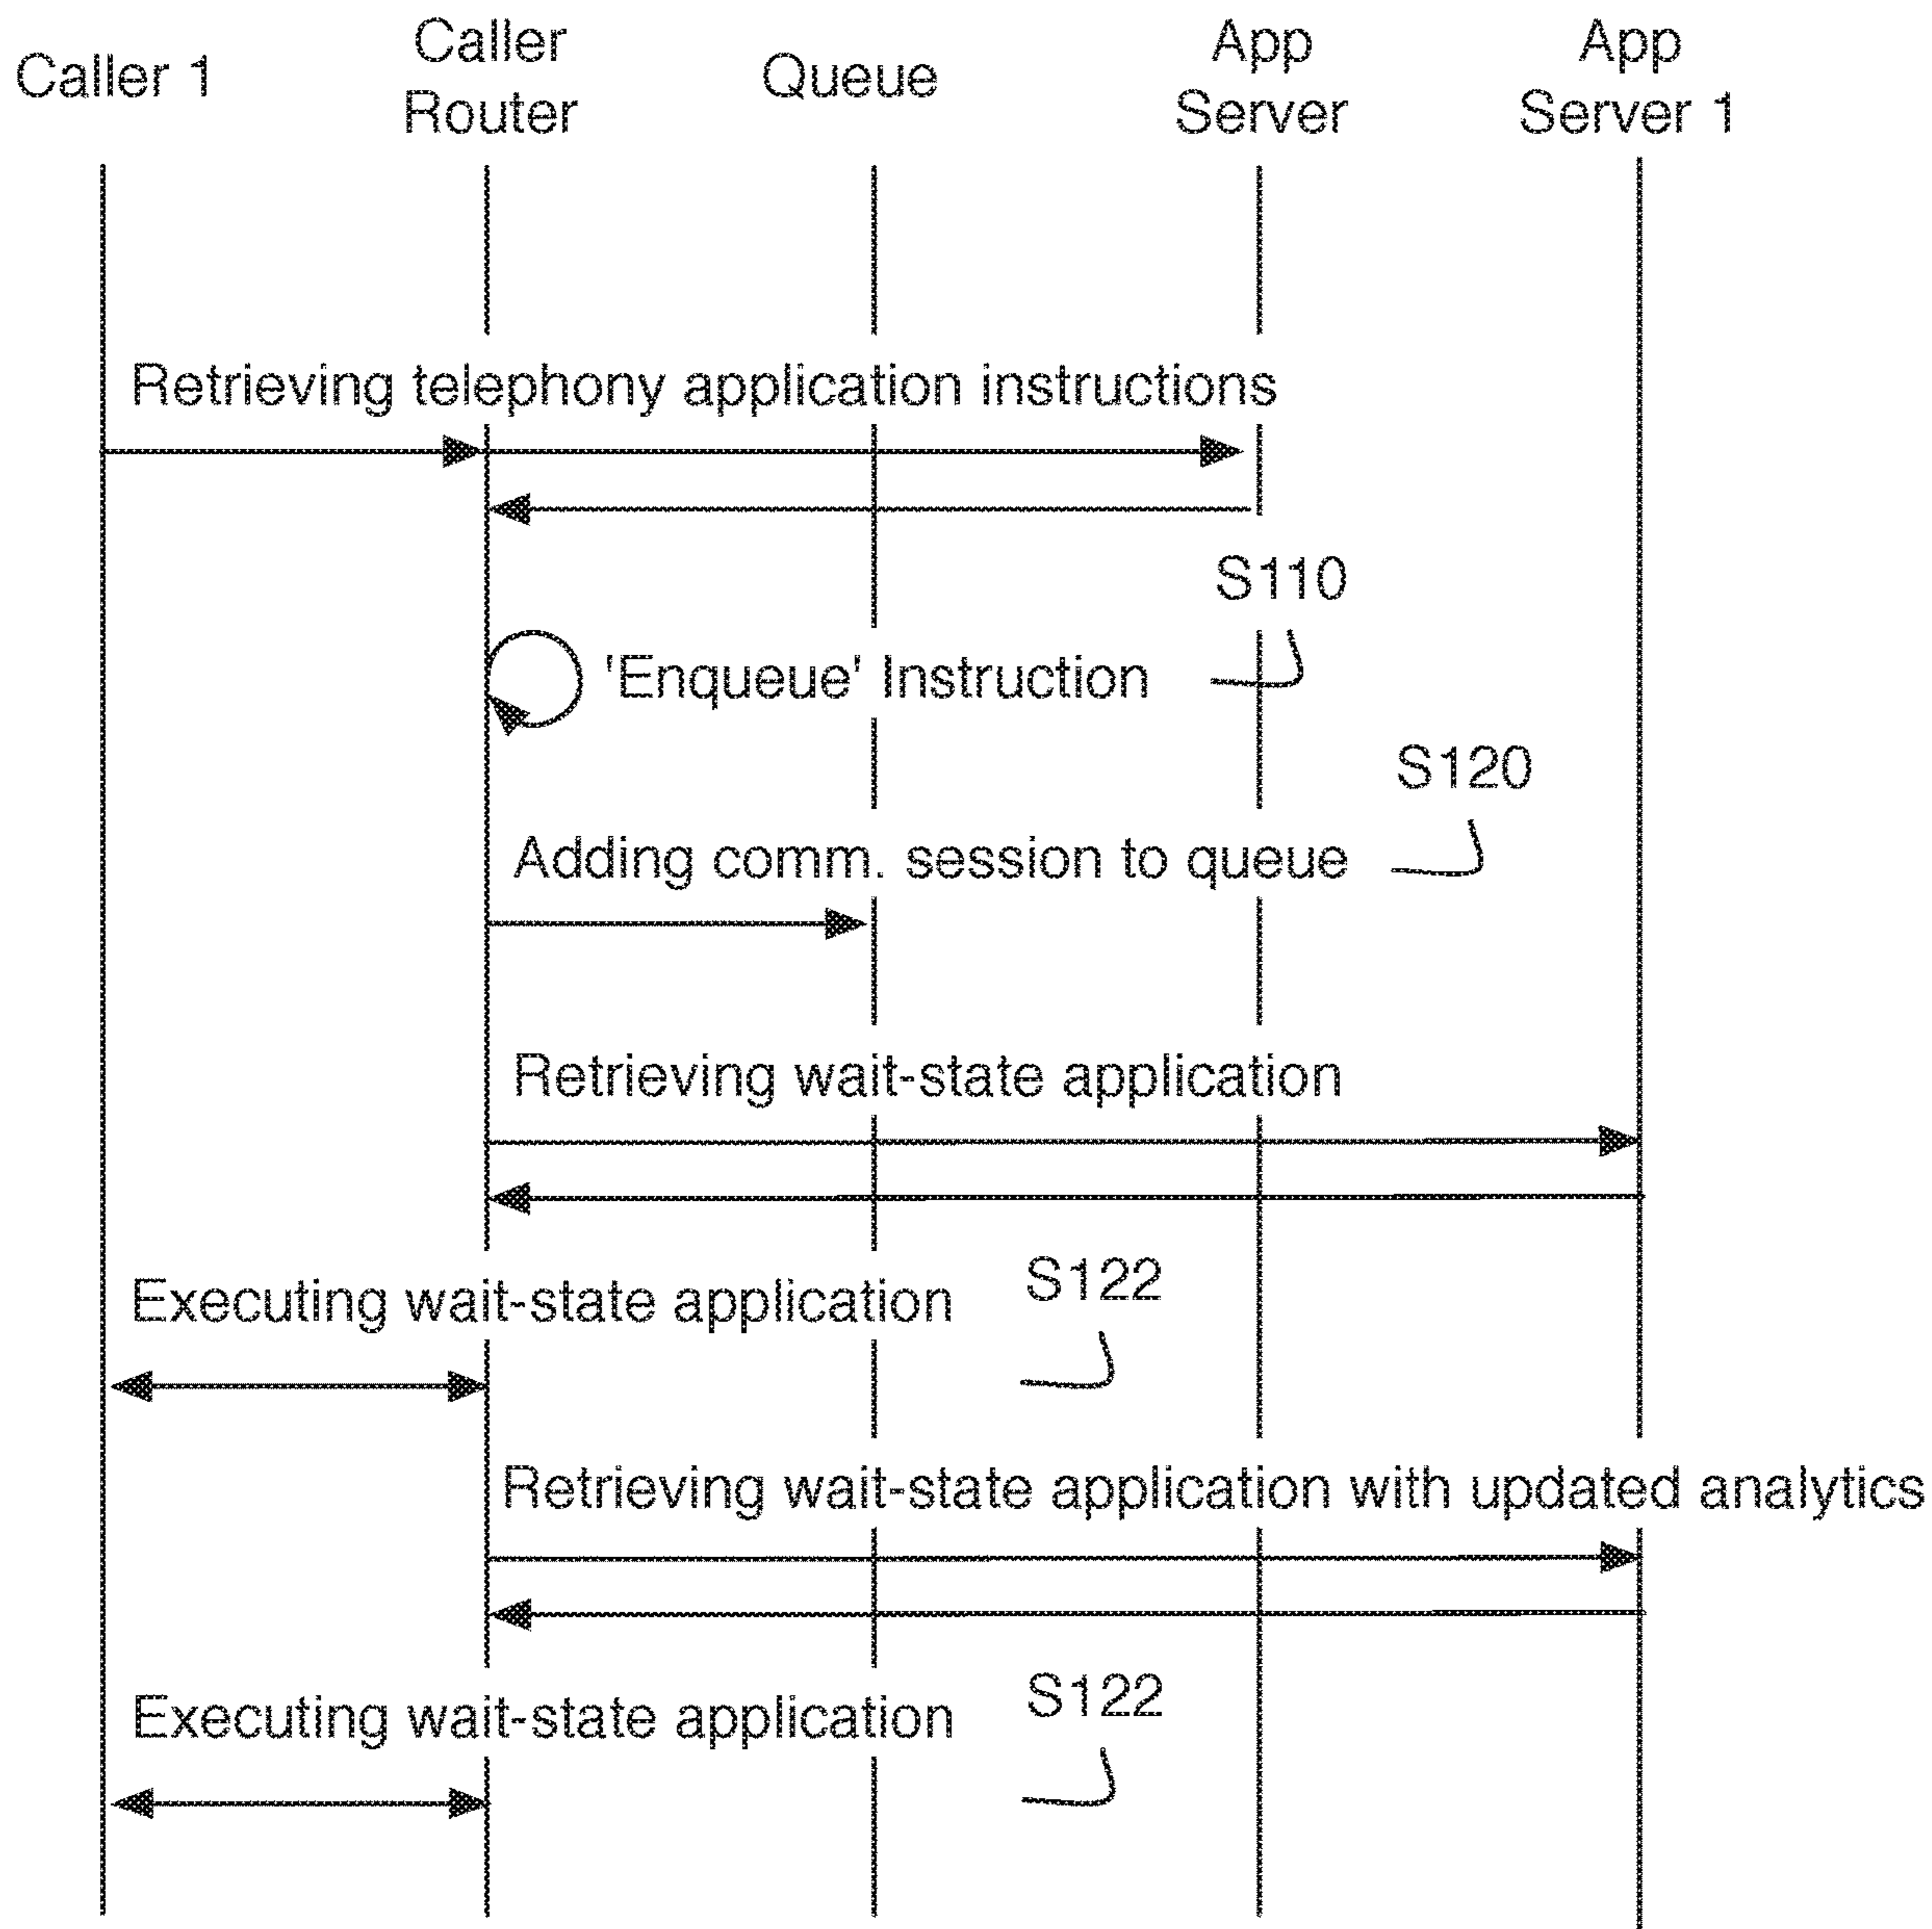 Caller 1
Caller
Router
Queue
App
Server
App
Server 1
Retrieving telephony application instructions
S110
'Enqueue' Instruction
S120
Adding comm. session to queue
Retrieving wait-state application
S122
Executing wait-state application
Retrieving wait-state application with updated analytics
S122
Executing wait-state application